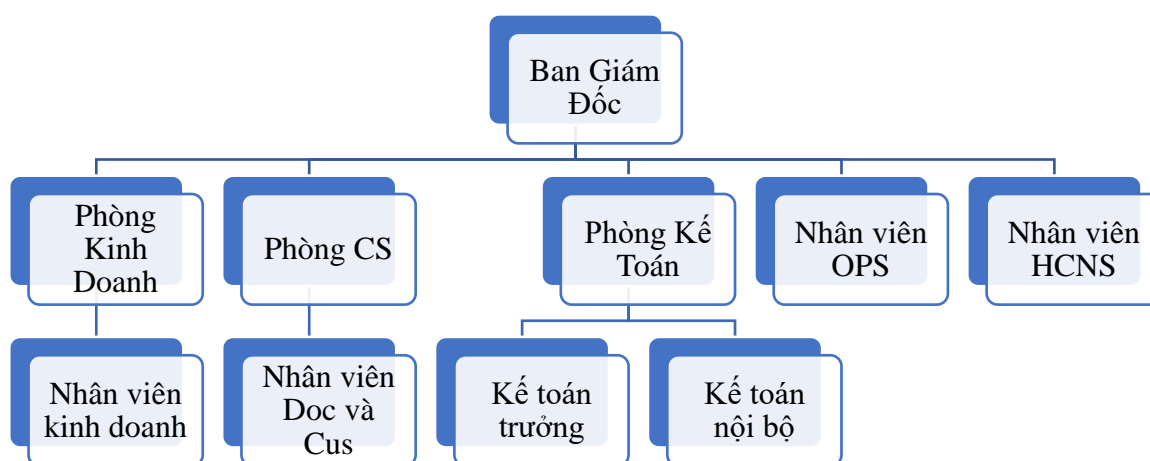 Ban Giám
Đốc
Phòng
Kinh
Doanh
Phòng CS
Phòng Kế
Toán
Nhân viên
OPS
Nhân viên
HCNS
Nhân viên
kinh doanh
Nhân viên
Doc và
Cus
Kế toán
trưởng
Kế toán
nội bộ